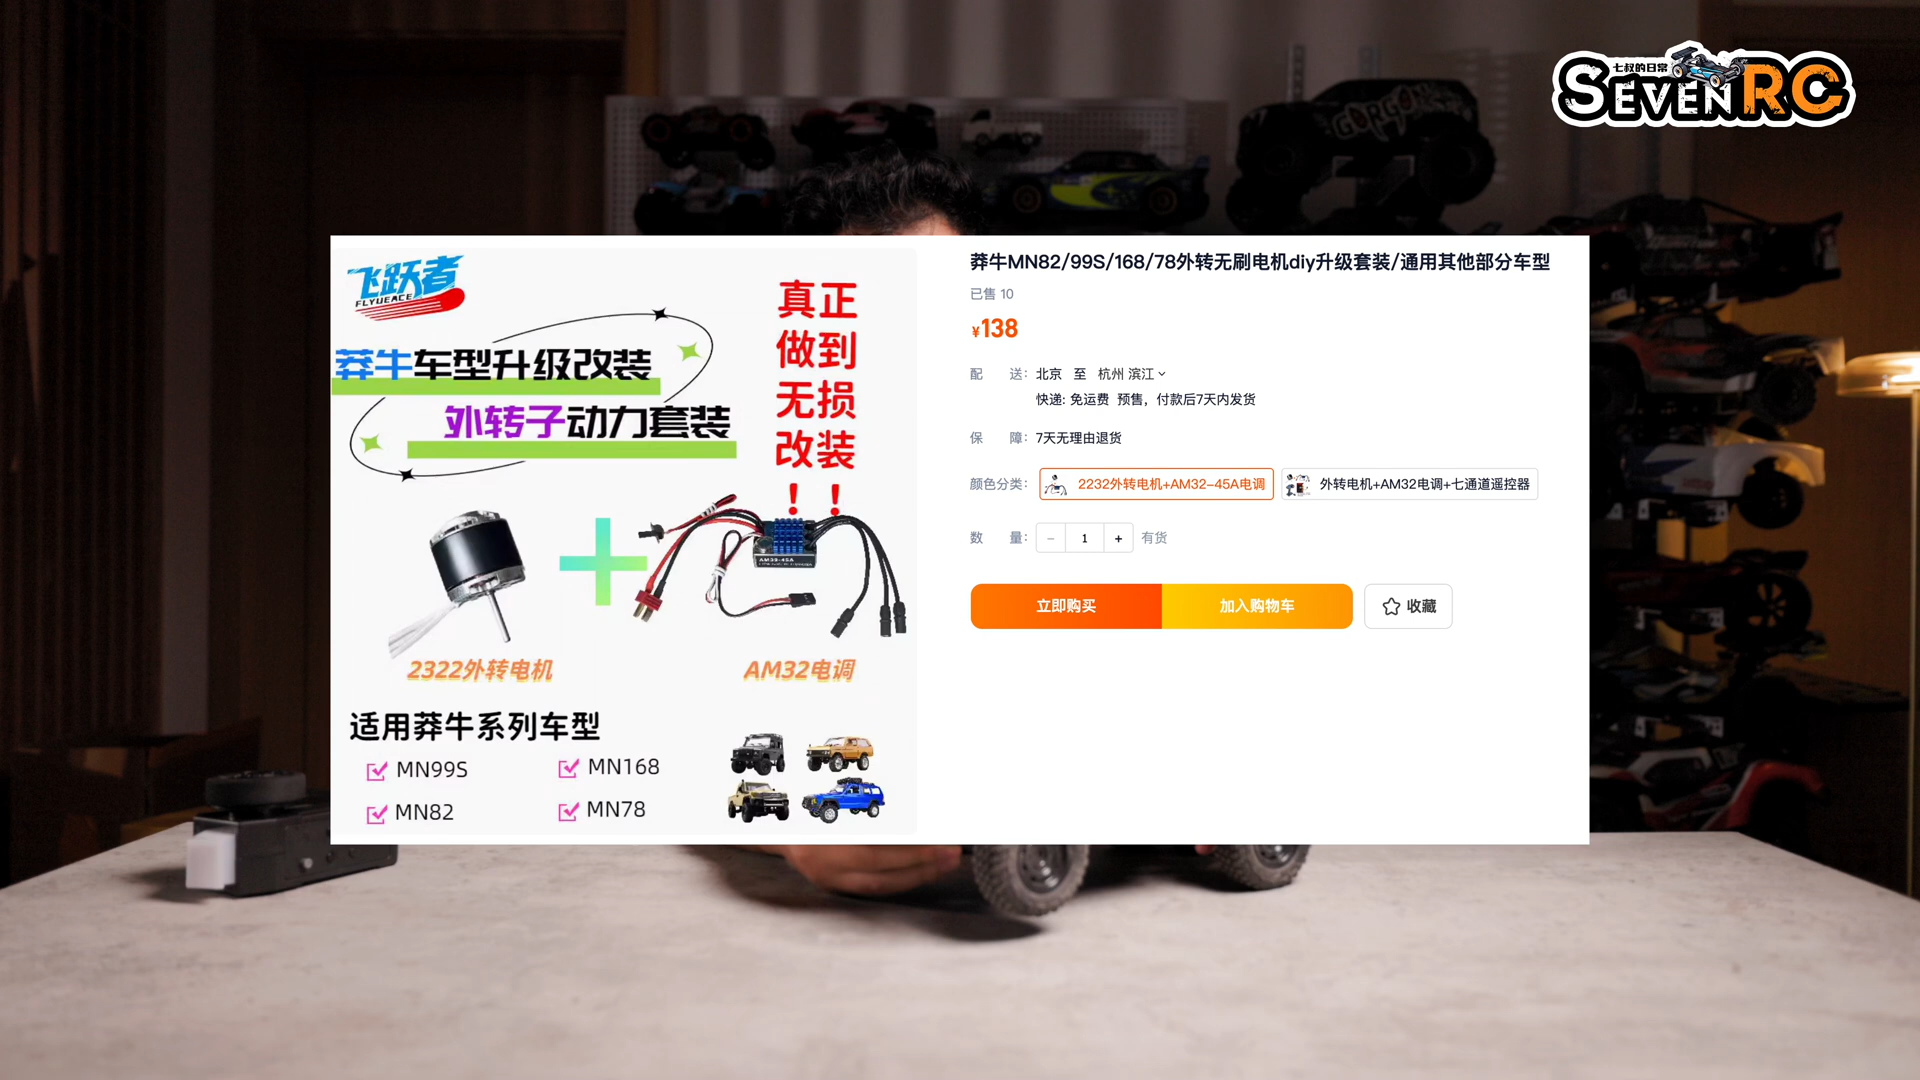 七叔的日常
SEVENRC
GORGON
飞跃者
FLYUEACE
莽牛车型升级改装
外转子动力套装
真正
做到
无损
改装
！！
AM32-45A
2322外转电机
AM32电调
适用莽牛系列车型
MN99S
MN168
MN82
MN78
莽牛MN82/99S/168/78外转无刷电机diy升级套装/通用其他部分车型
已售 10
¥138
配 送: 北京 至 杭州 滨江
快递: 免运费 预售，付款后7天内发货
保 障: 7天无理由退货
颜色分类: 2232外转电机+AM32-45A电调 外转电机+AM32电调+七通道遥控器
数 量: − 1 + 有货
立即购买 加入购物车 收藏